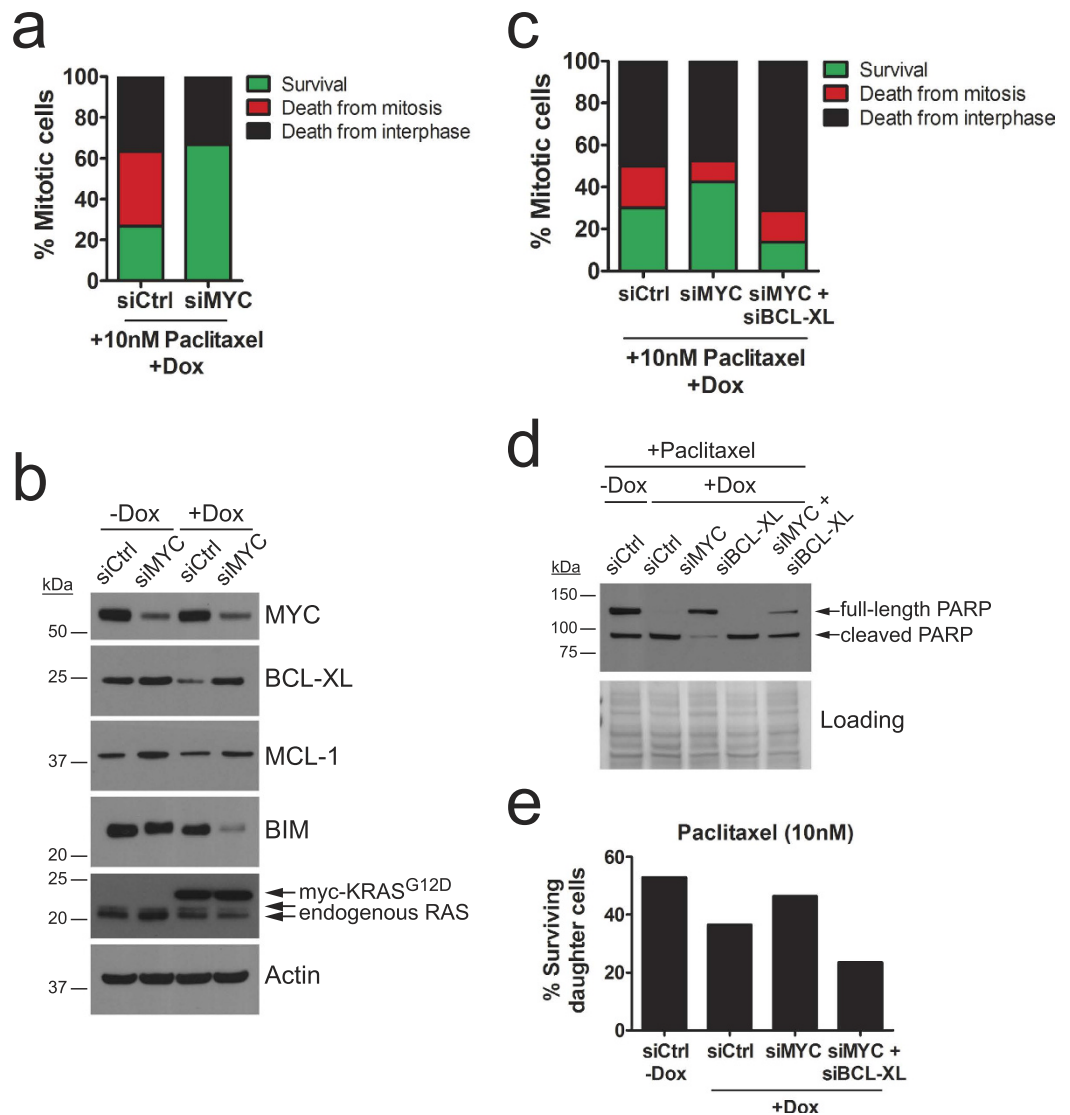 a
100
80
60
40
20
0
% Mitotic cells
Survival
Death from mitosis
Death from interphase
siCtrl siMYC
+10nM Paclitaxel
+Dox
c
100
80
60
40
20
0
% Mitotic cells
Survival
Death from mitosis
Death from interphase
siCtrl siMYC siMYC +
siBCL-XL
+10nM Paclitaxel
+Dox
b
-Dox +Dox
siCtrl siMYC siCtrl siMYC
kDa
50
MYC
25
BCL-XL
37
MCL-1
20
BIM
25
20
myc-KRASG12D
endogenous RAS
37
Actin
d
+Paclitaxel
-Dox +Dox
siCtrl siCtrl siMYC siBCL-XL siMYC + siBCL-XL
kDa
150
100
75
full-length PARP
cleaved PARP
Loading
e
Paclitaxel (10nM)
60
40
20
0
% Surviving
daughter cells
siCtrl siCtrl siMYC siMYC +
-Dox siBCL-XL
+Dox